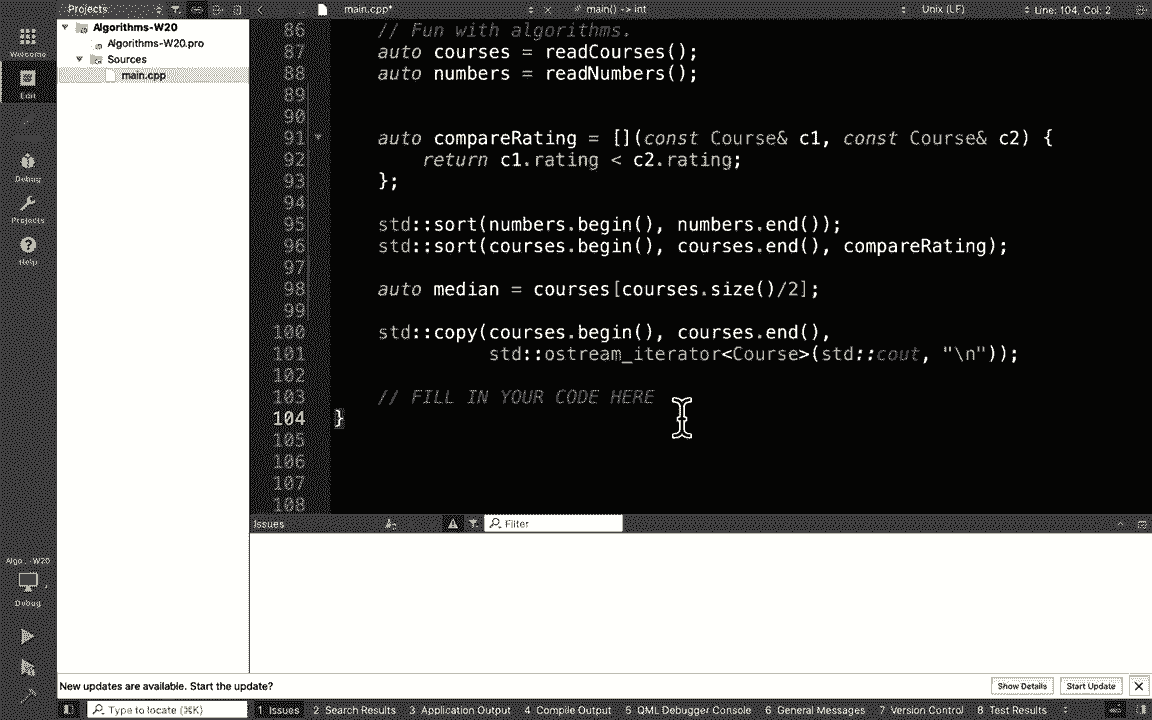 Projects
main.cpp*
main() -> int
Unix (LF)
Line: 104, Col: 2
Welcome
Edit
Debug
Projects
Help
Algorithms-W20
Algorithms-W20.pro
Sources
main.cpp
86 // Fun with algorithms.
87 auto courses = readCourses();
88 auto numbers = readNumbers();
89
90
91 auto compareRating = [](const Course& c1, const Course& c2) {
92 return c1.rating < c2.rating;
93 };
94
95 std::sort(numbers.begin(), numbers.end());
96 std::sort(courses.begin(), courses.end(), compareRating);
97
98 auto median = courses[courses.size()/2];
99
100 std::copy(courses.begin(), courses.end(),
101 std::ostream_iterator<Course>(std::cout, "\n"));
102
103 // FILL IN YOUR CODE HERE
104 }
105
106
107
108
Issues
Filter
Algo...-W20
Debug
New updates are available. Start the update?
Show Details
Start Update
Type to locate (⌘K)
1 Issues
2 Search Results
3 Application Output
4 Compile Output
5 QML Debugger Console
6 General Messages
7 Version Control
8 Test Results